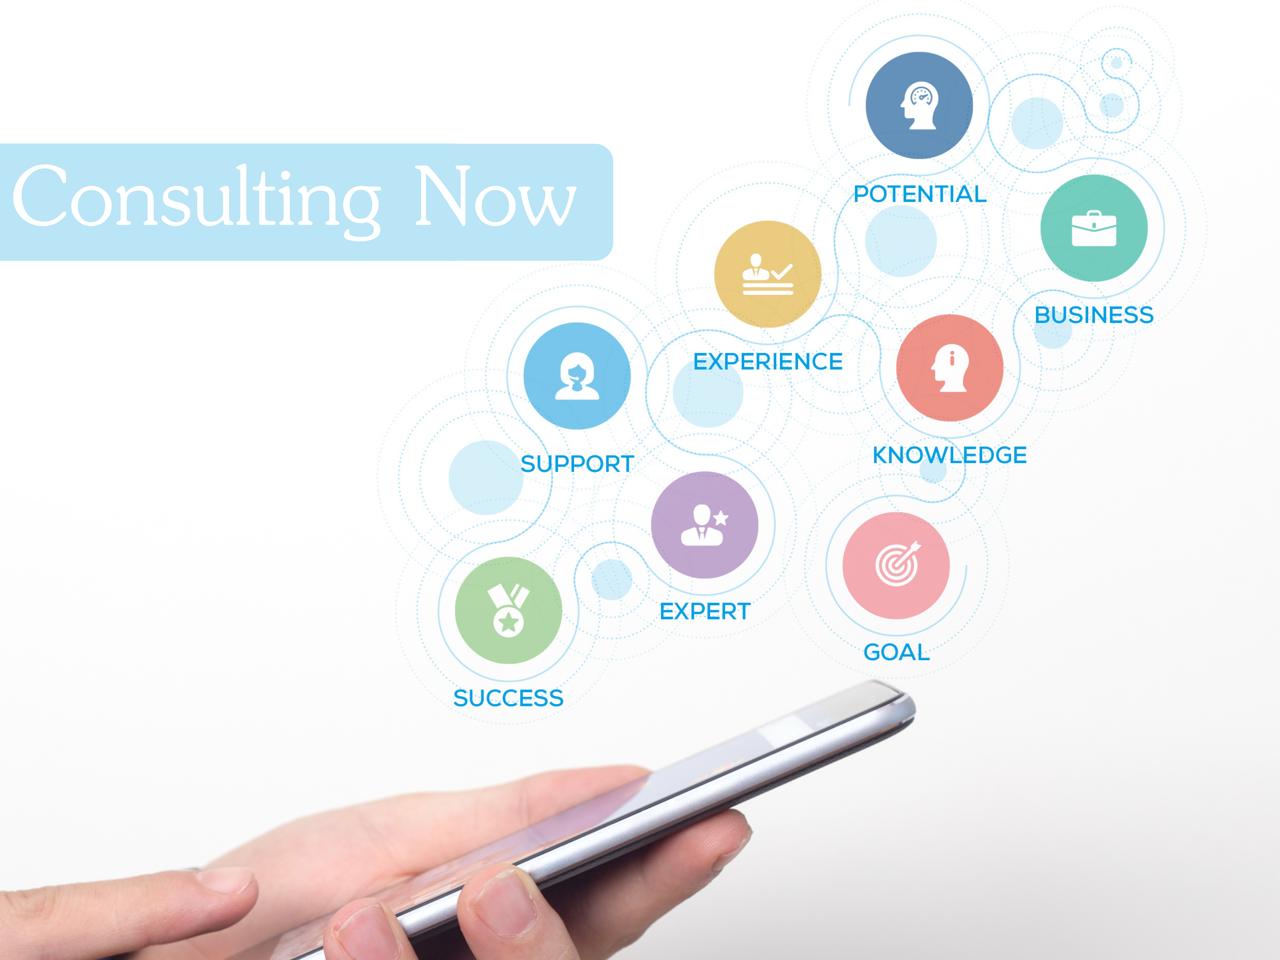 Consulting Now
POTENTIAL
BUSINESS
EXPERIENCE
KNOWLEDGE
SUPPORT
EXPERT
GOAL
SUCCESS